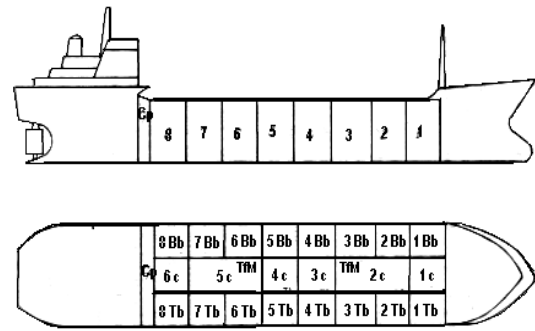 Cp 8 7 6 5 4 3 2 1
8 Bb 7 Bb 6 Bb 5 Bb 4 Bb 3 Bb 2 Bb 1 Bb
Cp 6 c 5 c TfM 4 c 3 c TfM 2 c 1 c
8 Tb 7 Tb 6 Tb 5 Tb 4 Tb 3 Tb 2 Tb 1 Tb